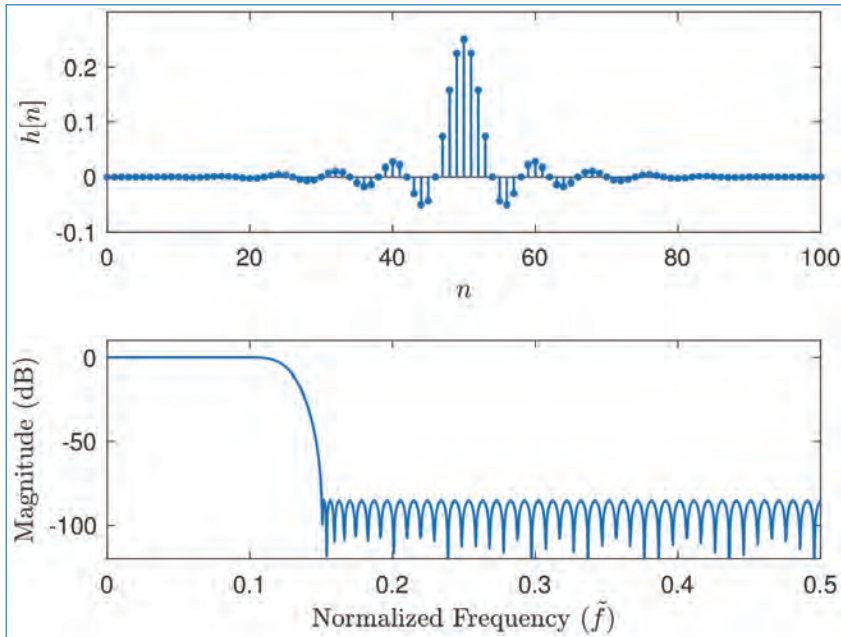 0.2
0.1
0
-0.1
h[n]
0 20 40 60 80 100
n
0
-50
-100
Magnitude (dB)
0 0.1 0.2 0.3 0.4 0.5
Normalized Frequency (f̃)